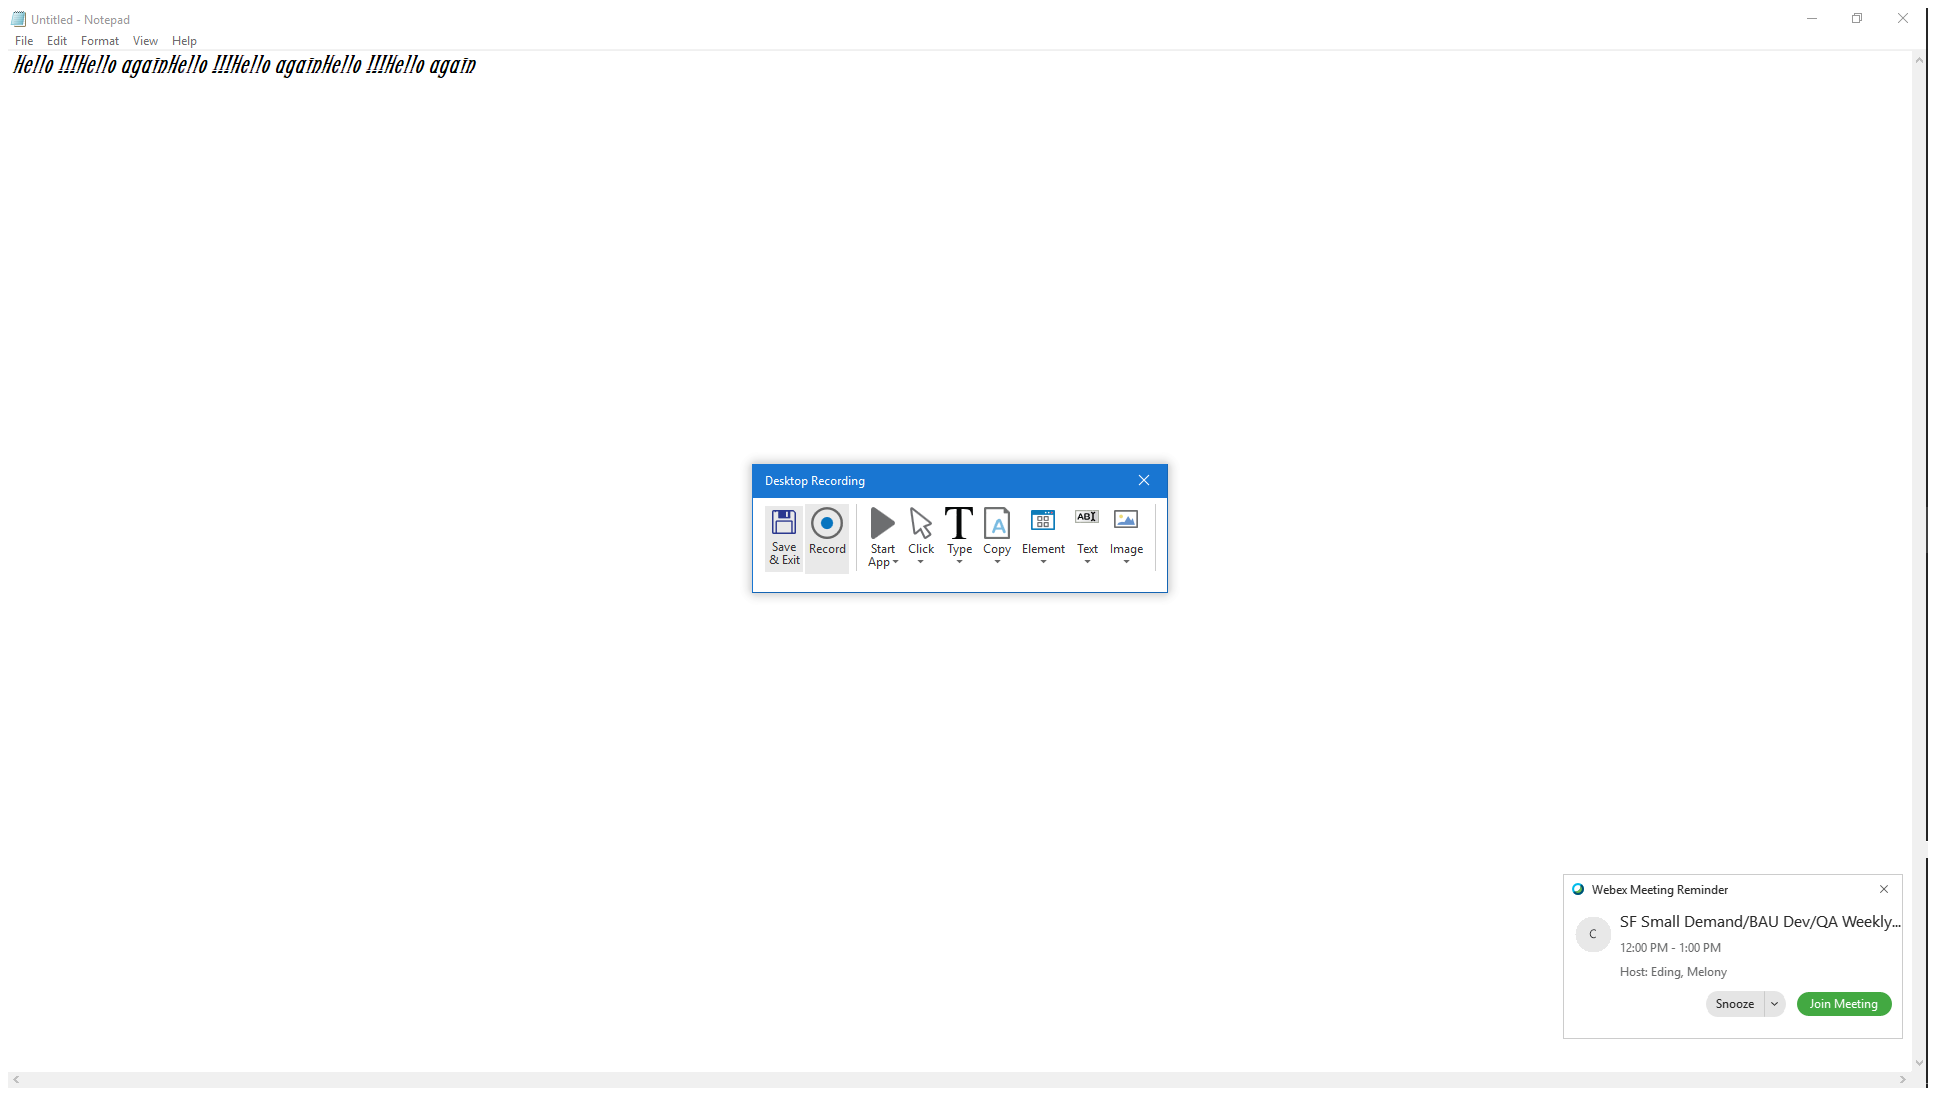 Untitled - Notepad
File Edit Format View Help
Hello !!!Hello againHello !!!Hello againHello !!!Hello again
Desktop Recording
Save & Exit
Record
Start App
Click
Type
Copy
Element
Text
Image
A
ABI
Webex Meeting Reminder
C
SF Small Demand/BAU Dev/QA Weekly...
12:00 PM - 1:00 PM
Host: Eding, Melony
Snooze
Join Meeting